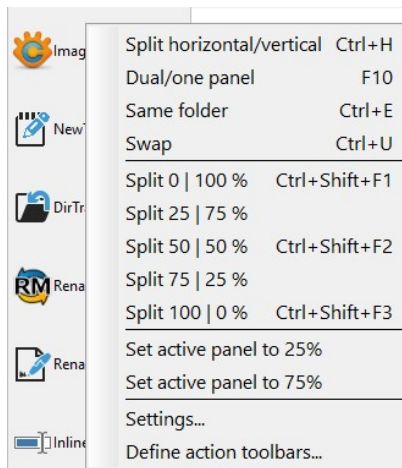 Imag
New
DirTr
RM
Rena
Rena
Inline
Split horizontal/vertical Ctrl+H
Dual/one panel F10
Same folder Ctrl+E
Swap Ctrl+U
Split 0 | 100 % Ctrl+Shift+F1
Split 25 | 75 %
Split 50 | 50 % Ctrl+Shift+F2
Split 75 | 25 %
Split 100 | 0 % Ctrl+Shift+F3
Set active panel to 25%
Set active panel to 75%
Settings...
Define action toolbars...